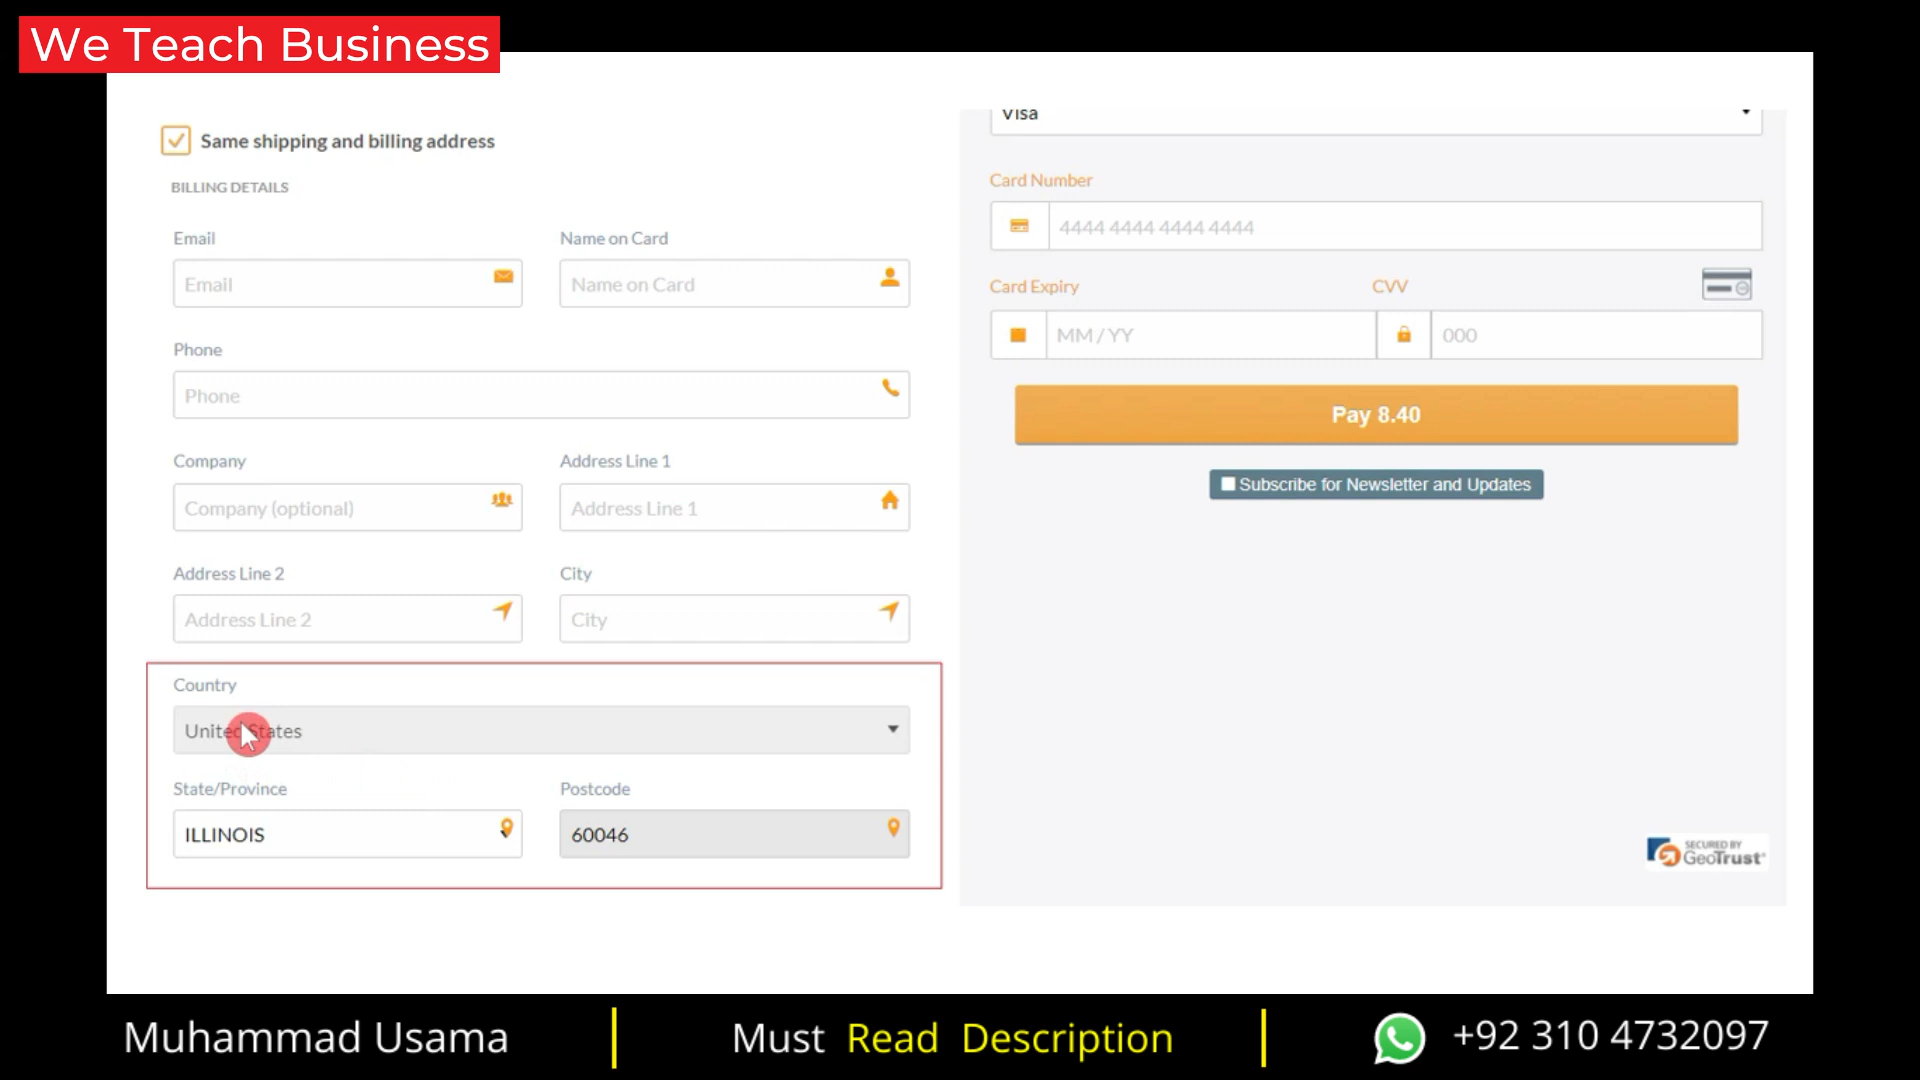 We Teach Business
Same shipping and billing address
BILLING DETAILS
Email
Name on Card
Email
Name on Card
Phone
Phone
Company
Address Line 1
Company (optional)
Address Line 1
Address Line 2
City
Address Line 2
City
Country
United States
State/Province
Postcode
ILLINOIS
60046
Visa
Card Number
4444 4444 4444 4444
Card Expiry
CVV
MM / YY
000
Pay 8.40
Subscribe for Newsletter and Updates
SECURED BY
GeoTrust
Muhammad Usama
Must Read Description
+92 310 4732097